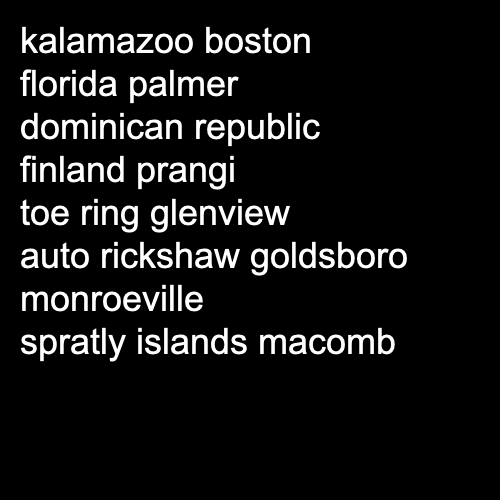 kalamazoo boston
florida palmer
dominican republic
finland prangi
toe ring glenview
auto rickshaw goldsboro
monroeville
spratly islands macomb